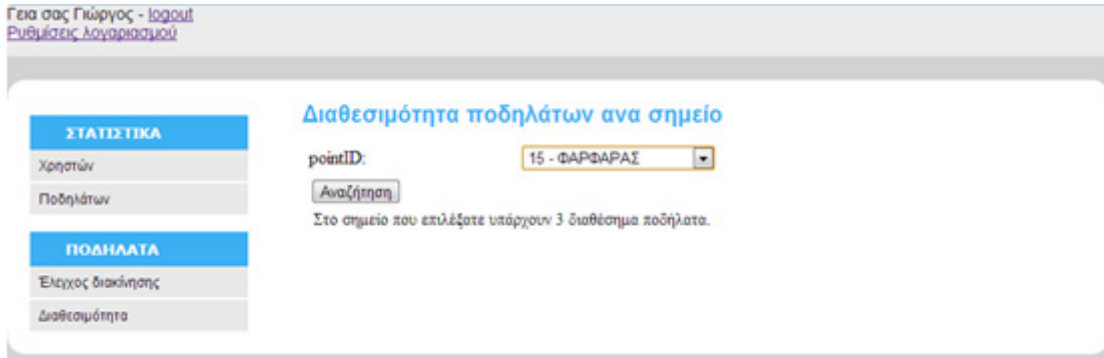 Γεια σας Γιώργος - logout
Ρυθμίσεις λογαριασμού
ΣΤΑΤΙΣΤΙΚΑ
Χρηστών
Ποδηλάτων
ΠΟΔΗΛΑΤΑ
Έλεγχος διακίνησης
Διαθεσιμότητα
Διαθεσιμότητα ποδηλάτων ανα σημείο
pointID: 15 - ΦΑΡΦΑΡΑΣ
Αναζήτηση
Στο σημείο που επιλέξατε υπάρχουν 3 διαθέσημα ποδήλατα.